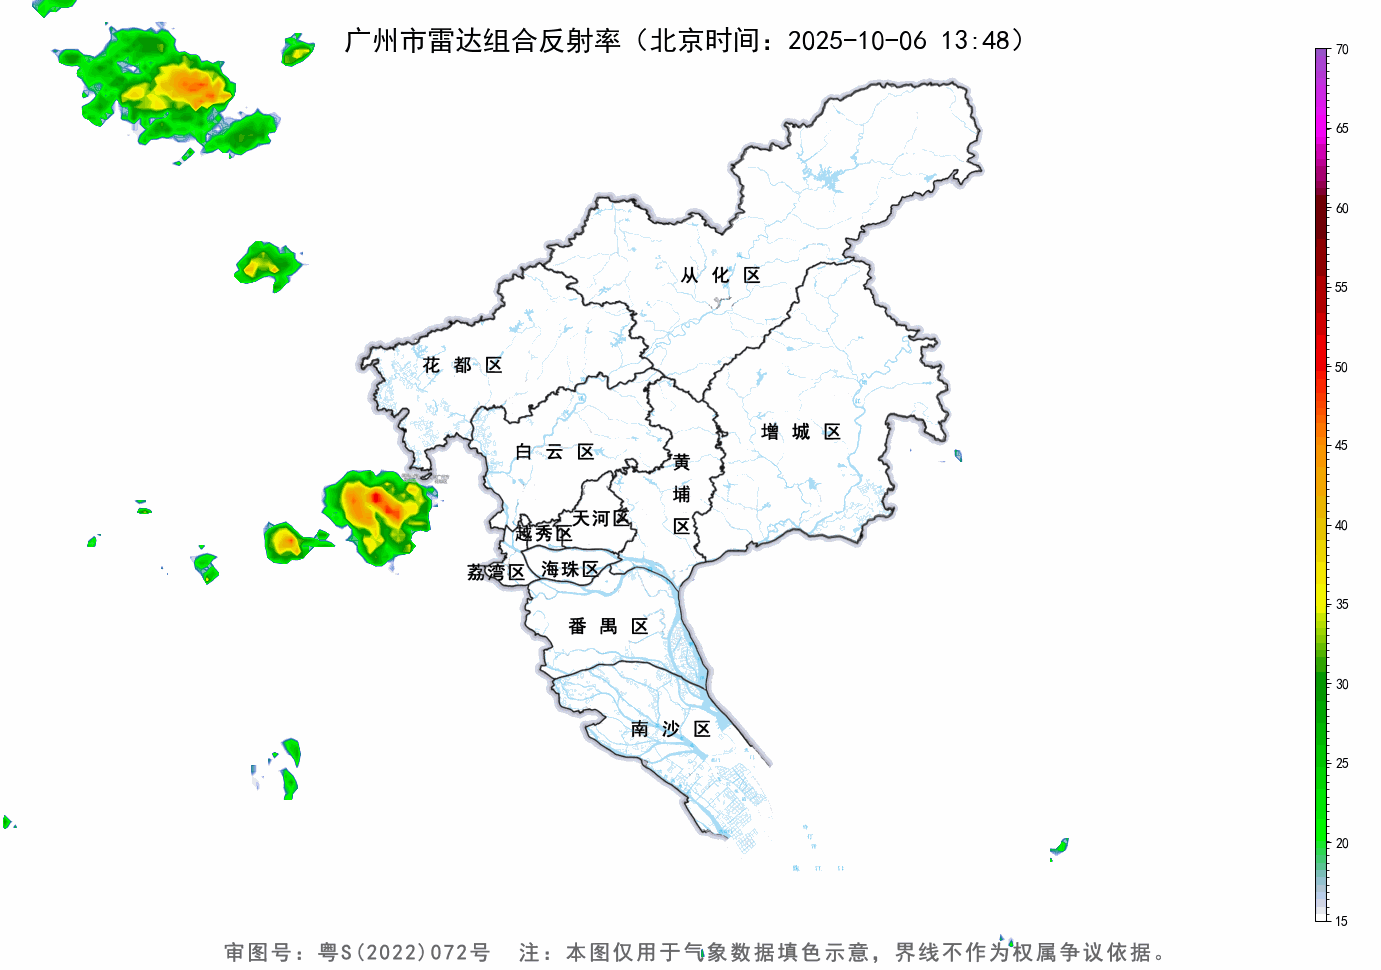 广州市雷达组合反射率（北京时间：2025-10-06 13:48）
70
65
60
55
50
45
40
35
30
25
20
15
从化区
花都区
增城区
白云区
黄埔区
天河区
越秀区
荔湾区
海珠区
番禺区
南沙区
审图号：粤S(2022)072号 注：本图仅用于气象数据填色示意，界线不作为权属争议依据。